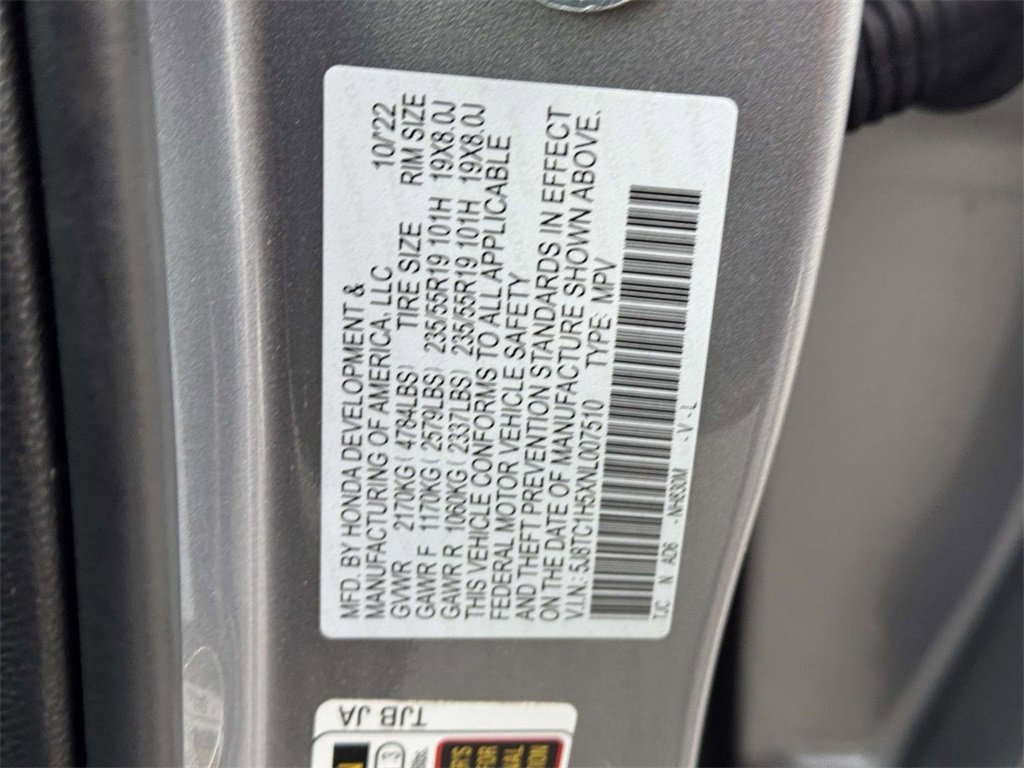 MFD. BY HONDA DEVELOPMENT &
MANUFACTURING OF AMERICA, LLC 10/'22
GVWR 2170KG( 4784LBS) TIRE SIZE RIM SIZE
GAWR F 1170KG( 2579LBS) 235/55R19 101H 19X8.0J
GAWR R 1060KG( 2337LBS) 235/55R19 101H 19X8.0J
THIS VEHICLE CONFORMS TO ALL APPLICABLE
FEDERAL MOTOR VEHICLE SAFETY
AND THEFT PREVENTION STANDARDS IN EFFECT
ON THE DATE OF MANUFACTURE SHOWN ABOVE.
V.I.N.: 5J8TC1H5XNL007510 TYPE: MPV
TJC N AD6 -NH830M -V-L
TJB JA